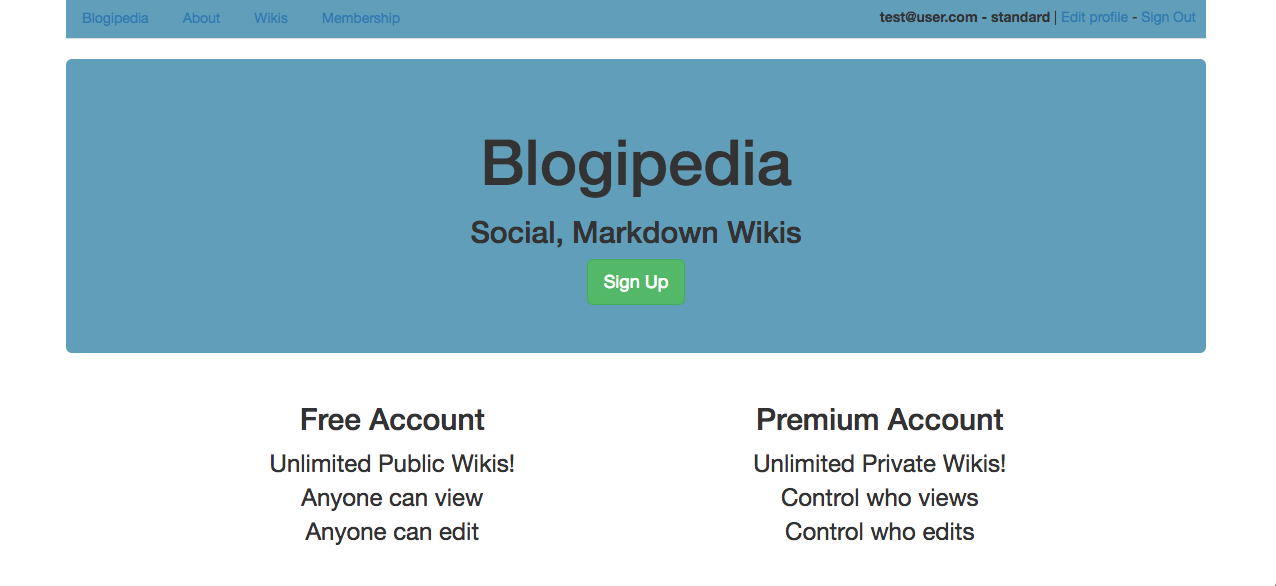 Blogipedia About Wikis Membership test@user.com - standard | Edit profile - Sign Out
Blogipedia
Social, Markdown Wikis
Sign Up
Free Account
Unlimited Public Wikis!
Anyone can view
Anyone can edit
Premium Account
Unlimited Private Wikis!
Control who views
Control who edits